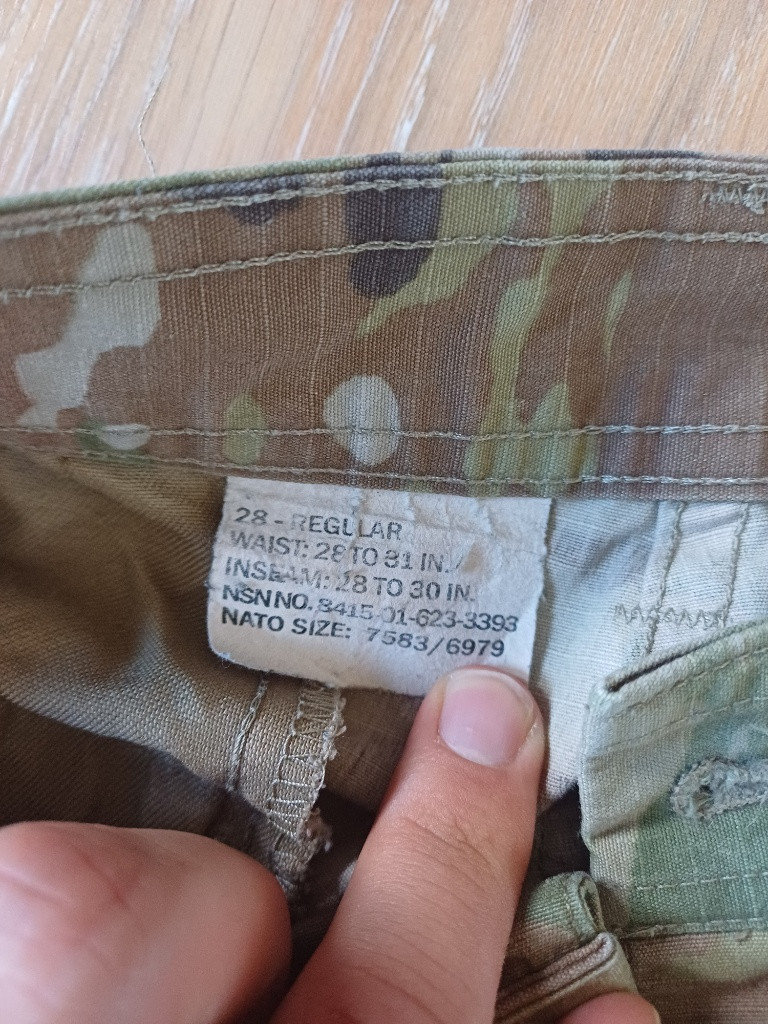 28 - REGULAR
WAIST: 28 TO 31 IN.
INSEAM: 28 TO 30 IN.
NSN NO. 8415-01-623-3393
NATO SIZE: 7583/6979